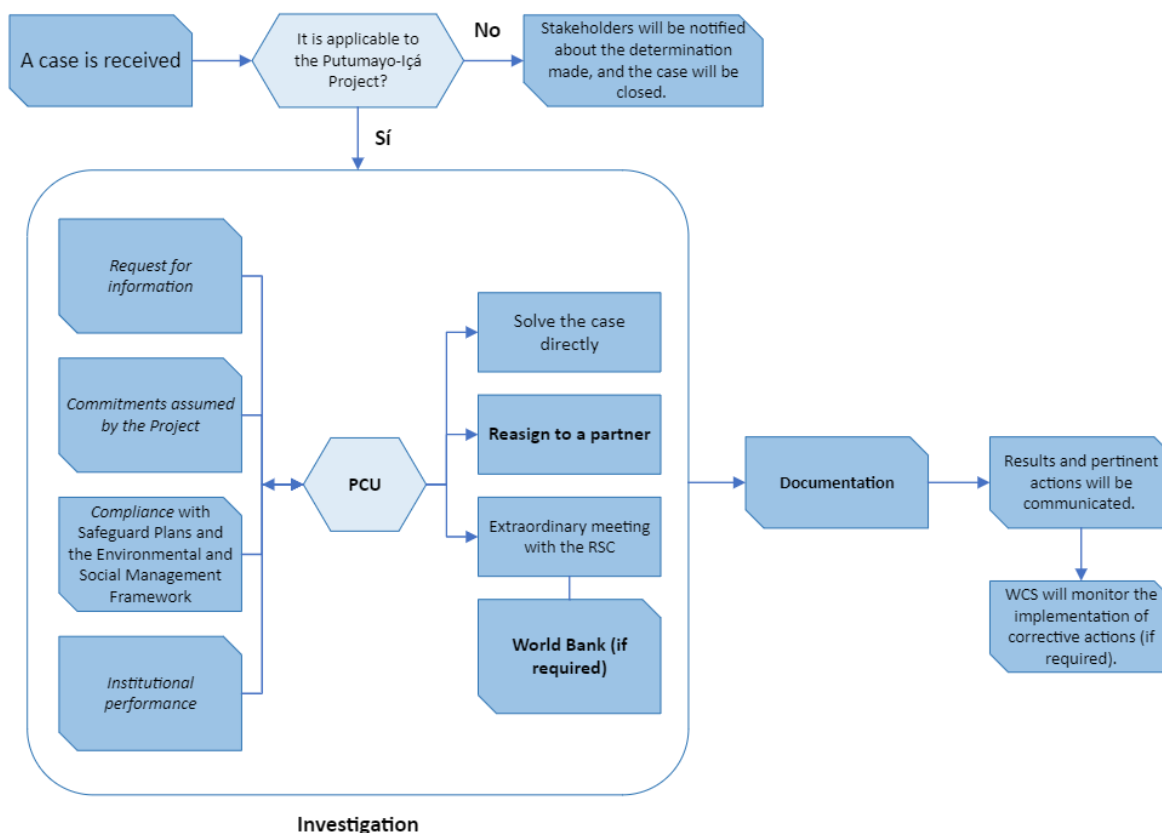 A case is received
It is applicable to
the Putumayo-Içá
Project?
No
Stakeholders will be notified
about the determination
made, and the case will be
closed.
Sí
Request for
information
Commitments assumed
by the Project
Compliance with
Safeguard Plans and
the Environmental and
Social Management
Framework
Institutional
performance
PCU
Solve the case
directly
Reasign to a partner
Extraordinary meeting
with the RSC
World Bank (if
required)
Documentation
Results and pertinent
actions will be
communicated.
WCS will monitor the
implementation of
corrective actions (if
required).
Investigation